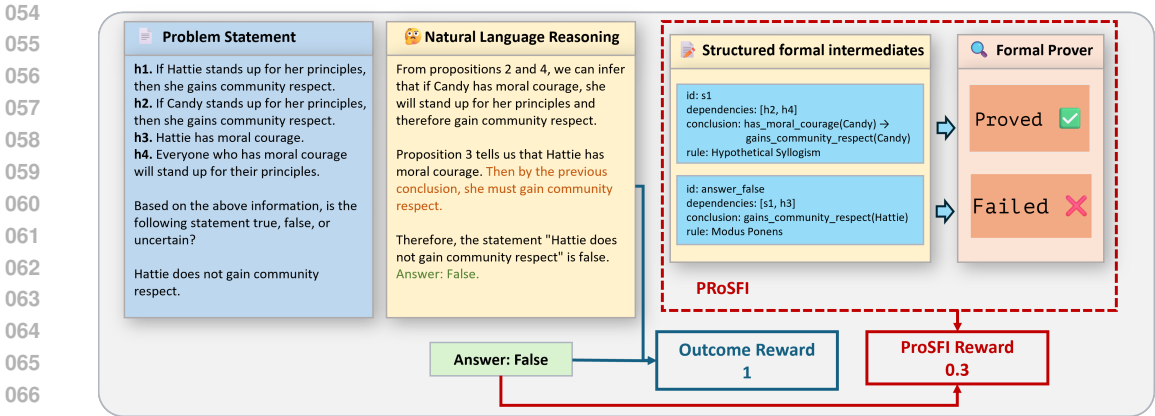 054
055
056
057
058
059
060
061
062
063
064
065
066
Problem Statement
h1. If Hattie stands up for her principles,
then she gains community respect.
h2. If Candy stands up for her principles,
then she gains community respect.
h3. Hattie has moral courage.
h4. Everyone who has moral courage
will stand up for their principles.
Based on the above information, is the
following statement true, false, or
uncertain?
Hattie does not gain community
respect.
Natural Language Reasoning
From propositions 2 and 4, we can infer
that if Candy has moral courage, she
will stand up for her principles and
therefore gain community respect.
Proposition 3 tells us that Hattie has
moral courage. Then by the previous
conclusion, she must gain community
respect.
Therefore, the statement "Hattie does
not gain community respect" is false.
Answer: False.
Structured formal intermediates
id: s1
dependencies: [h2, h4]
conclusion: has_moral_courage(Candy) →
gains_community_respect(Candy)
rule: Hypothetical Syllogism
id: answer_false
dependencies: [s1, h3]
conclusion: gains_community_respect(Hattie)
rule: Modus Ponens
Formal Prover
Proved
Failed
PRoSFI
Answer: False
Outcome Reward
1
ProSFI Reward
0.3